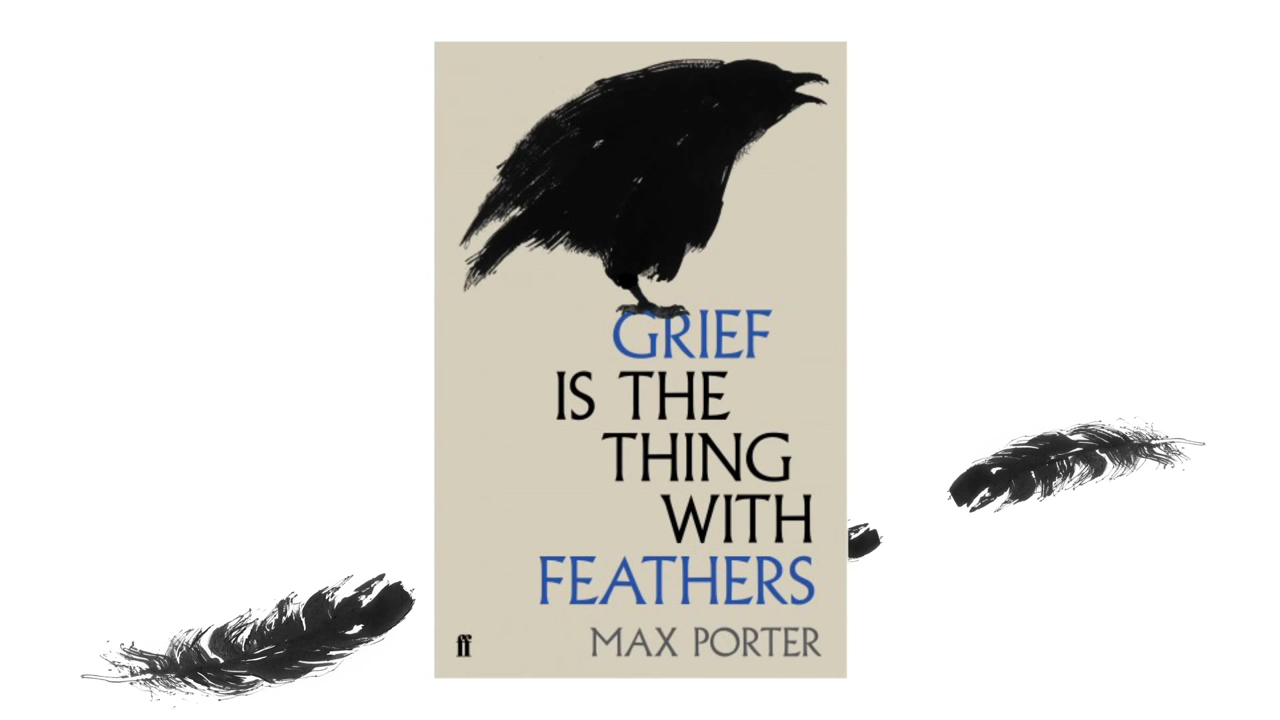 GRIEF
IS THE
THING
WITH
FEATHERS
MAX PORTER
ff